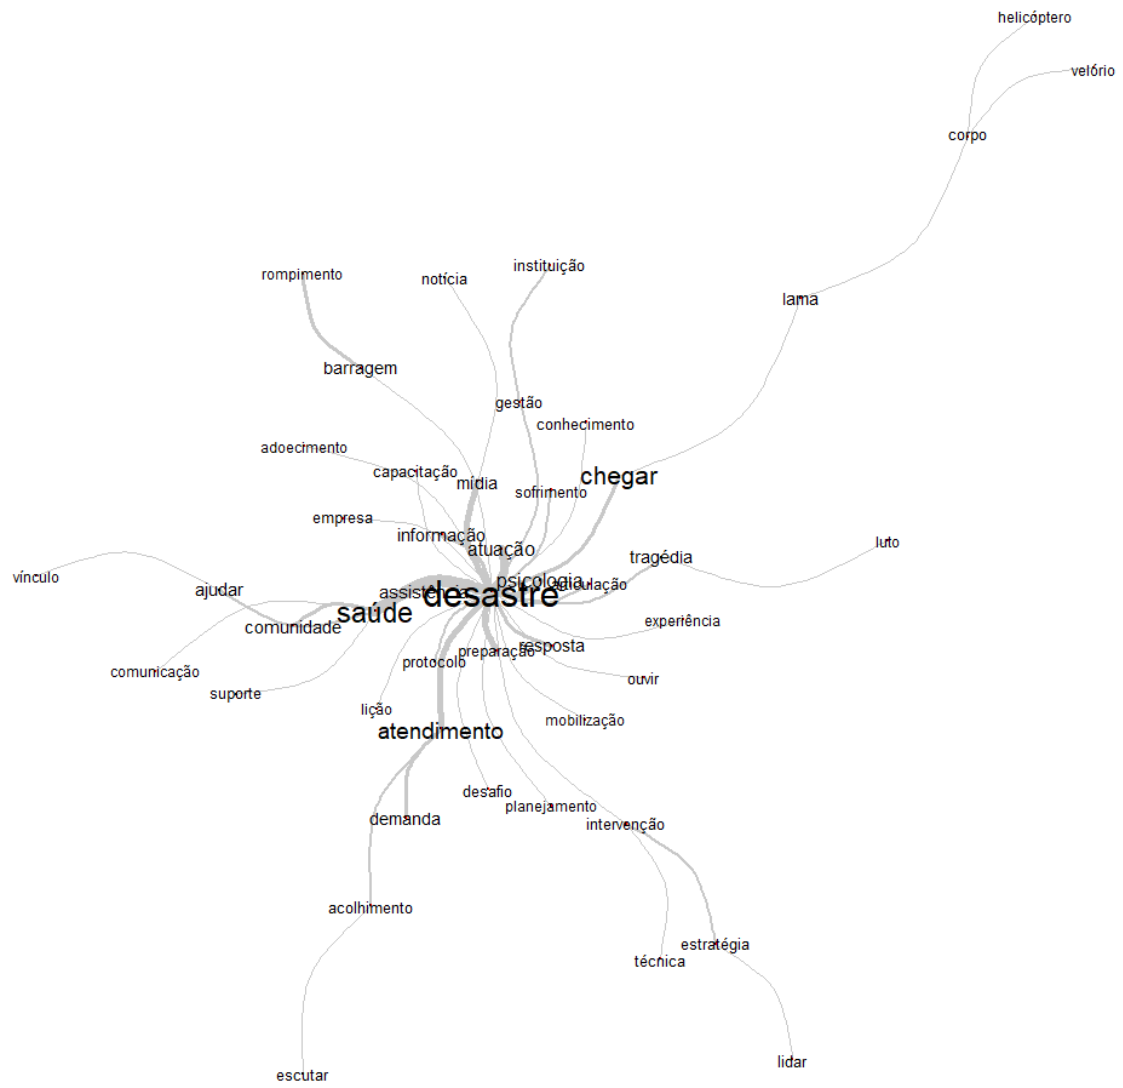 helicóptero
velório
corpo
instituição
rompimento
notícia
lama
barragem
gestão
conhecimento
adoecimento
capacitação
chegar
mídia
sofrimento
empresa
informação
atuação
luto
tragédia
vínculo
psicologia
articulação
ajudar
assistência
desastre
saúde
comunidade
experiência
resposta
preparação
protocolo
comunicação
ouvir
suporte
lição
mobilização
atendimento
desafio
planejamento
demanda
intervenção
acolhimento
estratégia
técnica
lidar
escutar